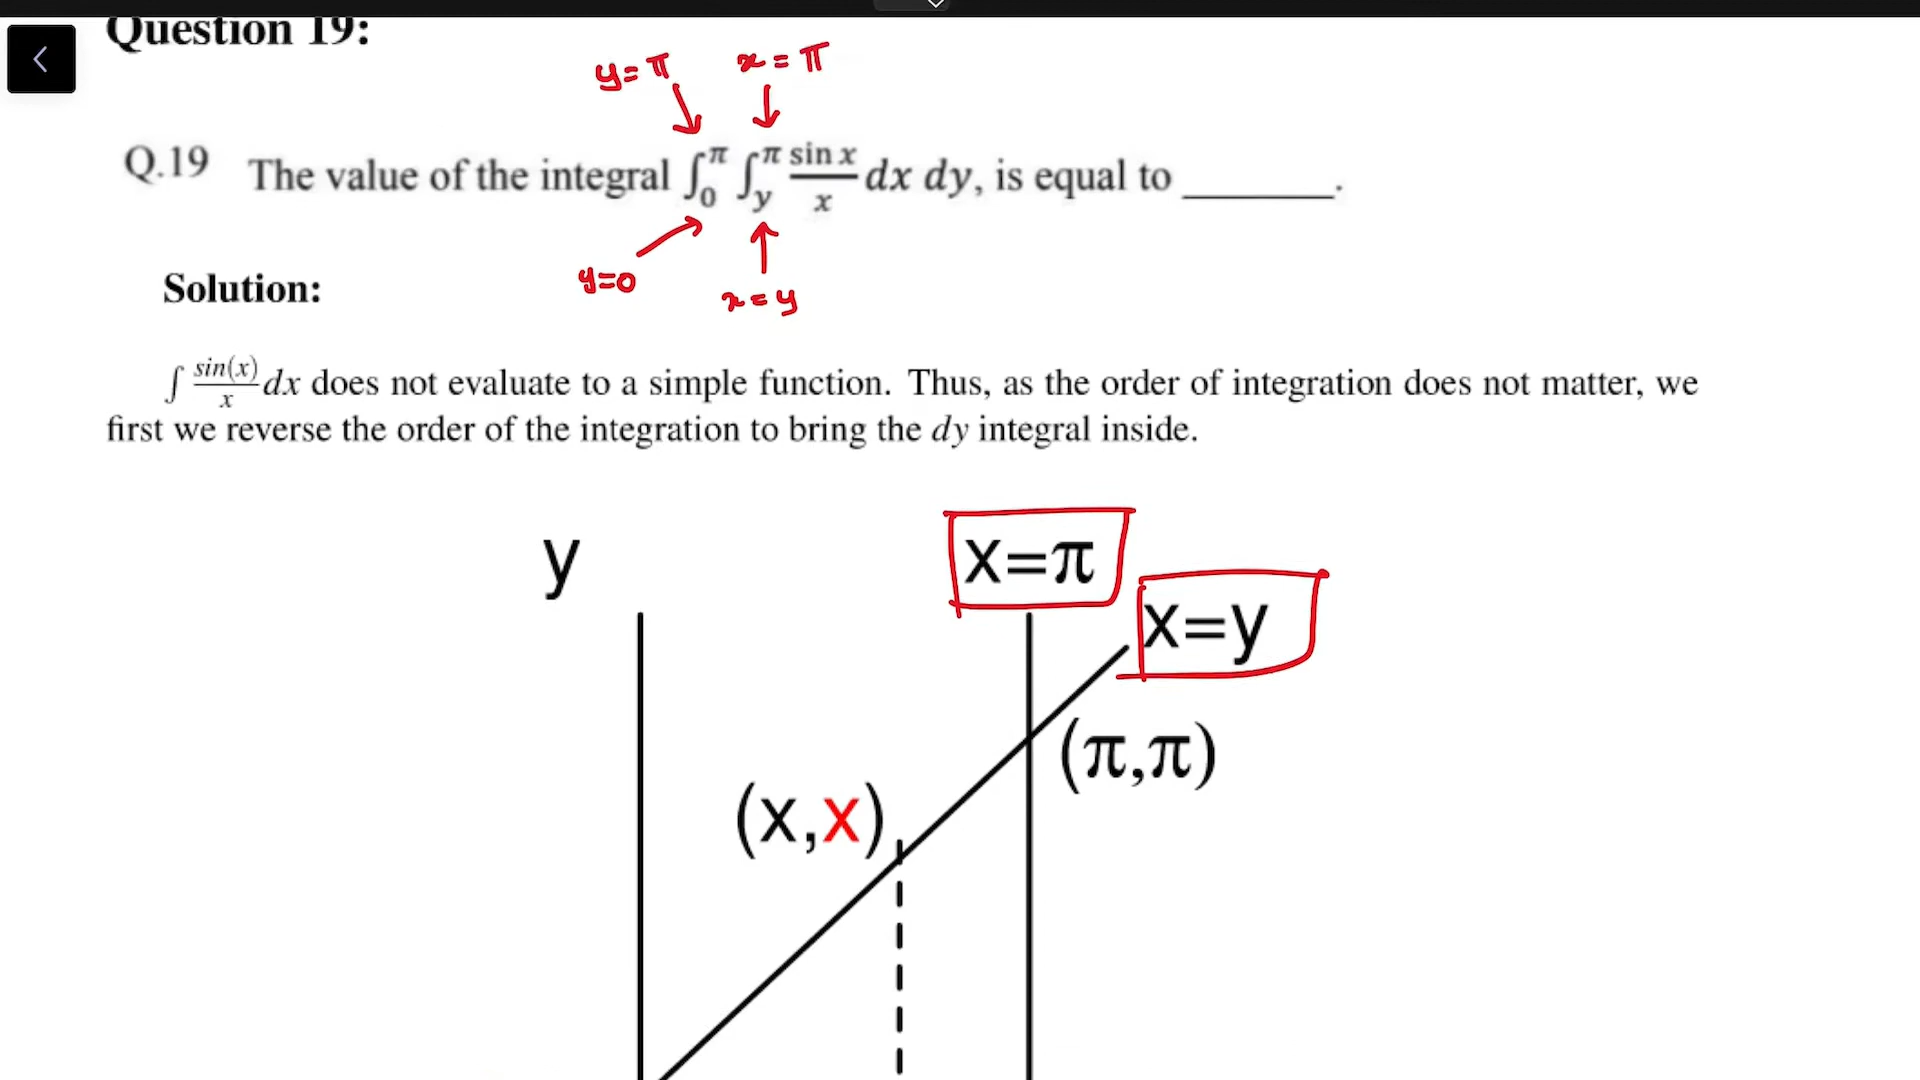 Question 19:
y=π x=π
Q.19 The value of the integral ∫₀^π ∫_y^π sin x / x dx dy, is equal to ________.
y=0 x=y
Solution:
∫ sin(x)/x dx does not evaluate to a simple function. Thus, as the order of integration does not matter, we
first we reverse the order of the integration to bring the dy integral inside.
y x=π
x=y
(π,π)
(x,x)